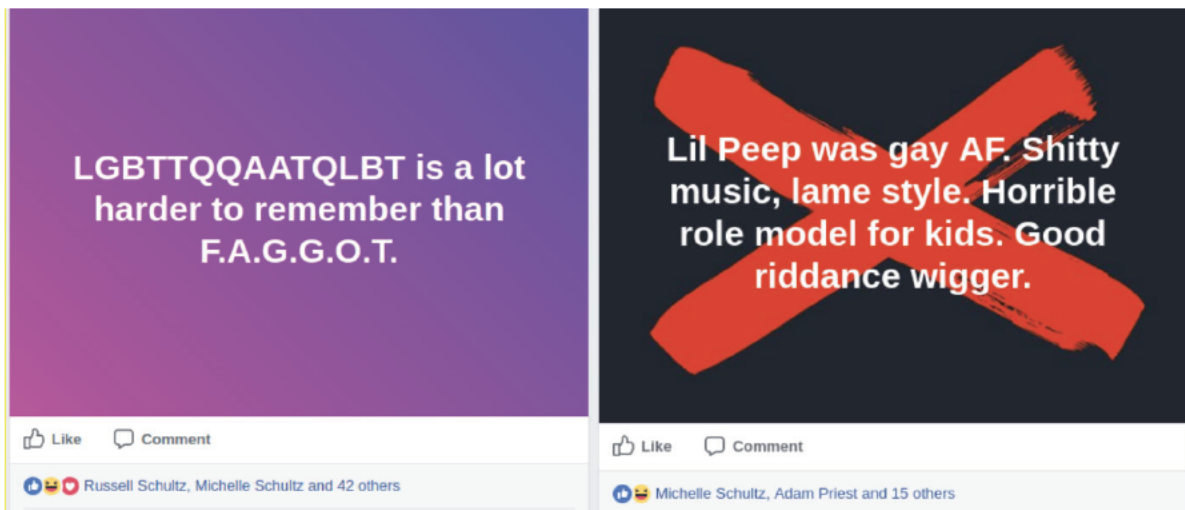 LGBTTQQAATQLBT is a lot
harder to remember than
F.A.G.G.O.T.
Like Comment
Russell Schultz, Michelle Schultz and 42 others
Lil Peep was gay AF. Shitty
music, lame style. Horrible
role model for kids. Good
riddance wigger.
Like Comment
Michelle Schultz, Adam Priest and 15 others